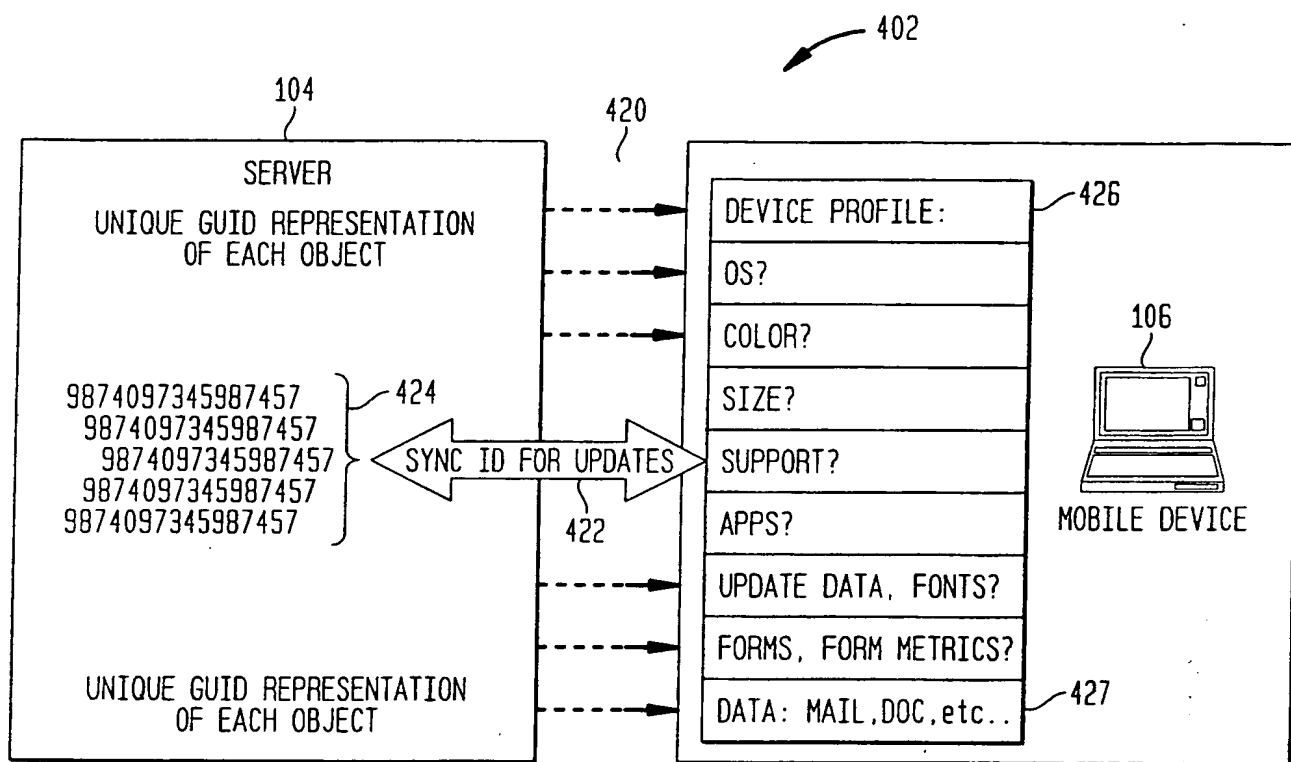 402
104
420
SERVER
UNIQUE GUID REPRESENTATION
OF EACH OBJECT
9874097345987457
9874097345987457
9874097345987457
9874097345987457
9874097345987457
424
SYNC ID FOR UPDATES
422
UNIQUE GUID REPRESENTATION
OF EACH OBJECT
DEVICE PROFILE:
426
OS?
COLOR?
SIZE?
SUPPORT?
APPS?
UPDATE DATA, FONTS?
FORMS, FORM METRICS?
DATA: MAIL,DOC,etc..
427
106
MOBILE DEVICE